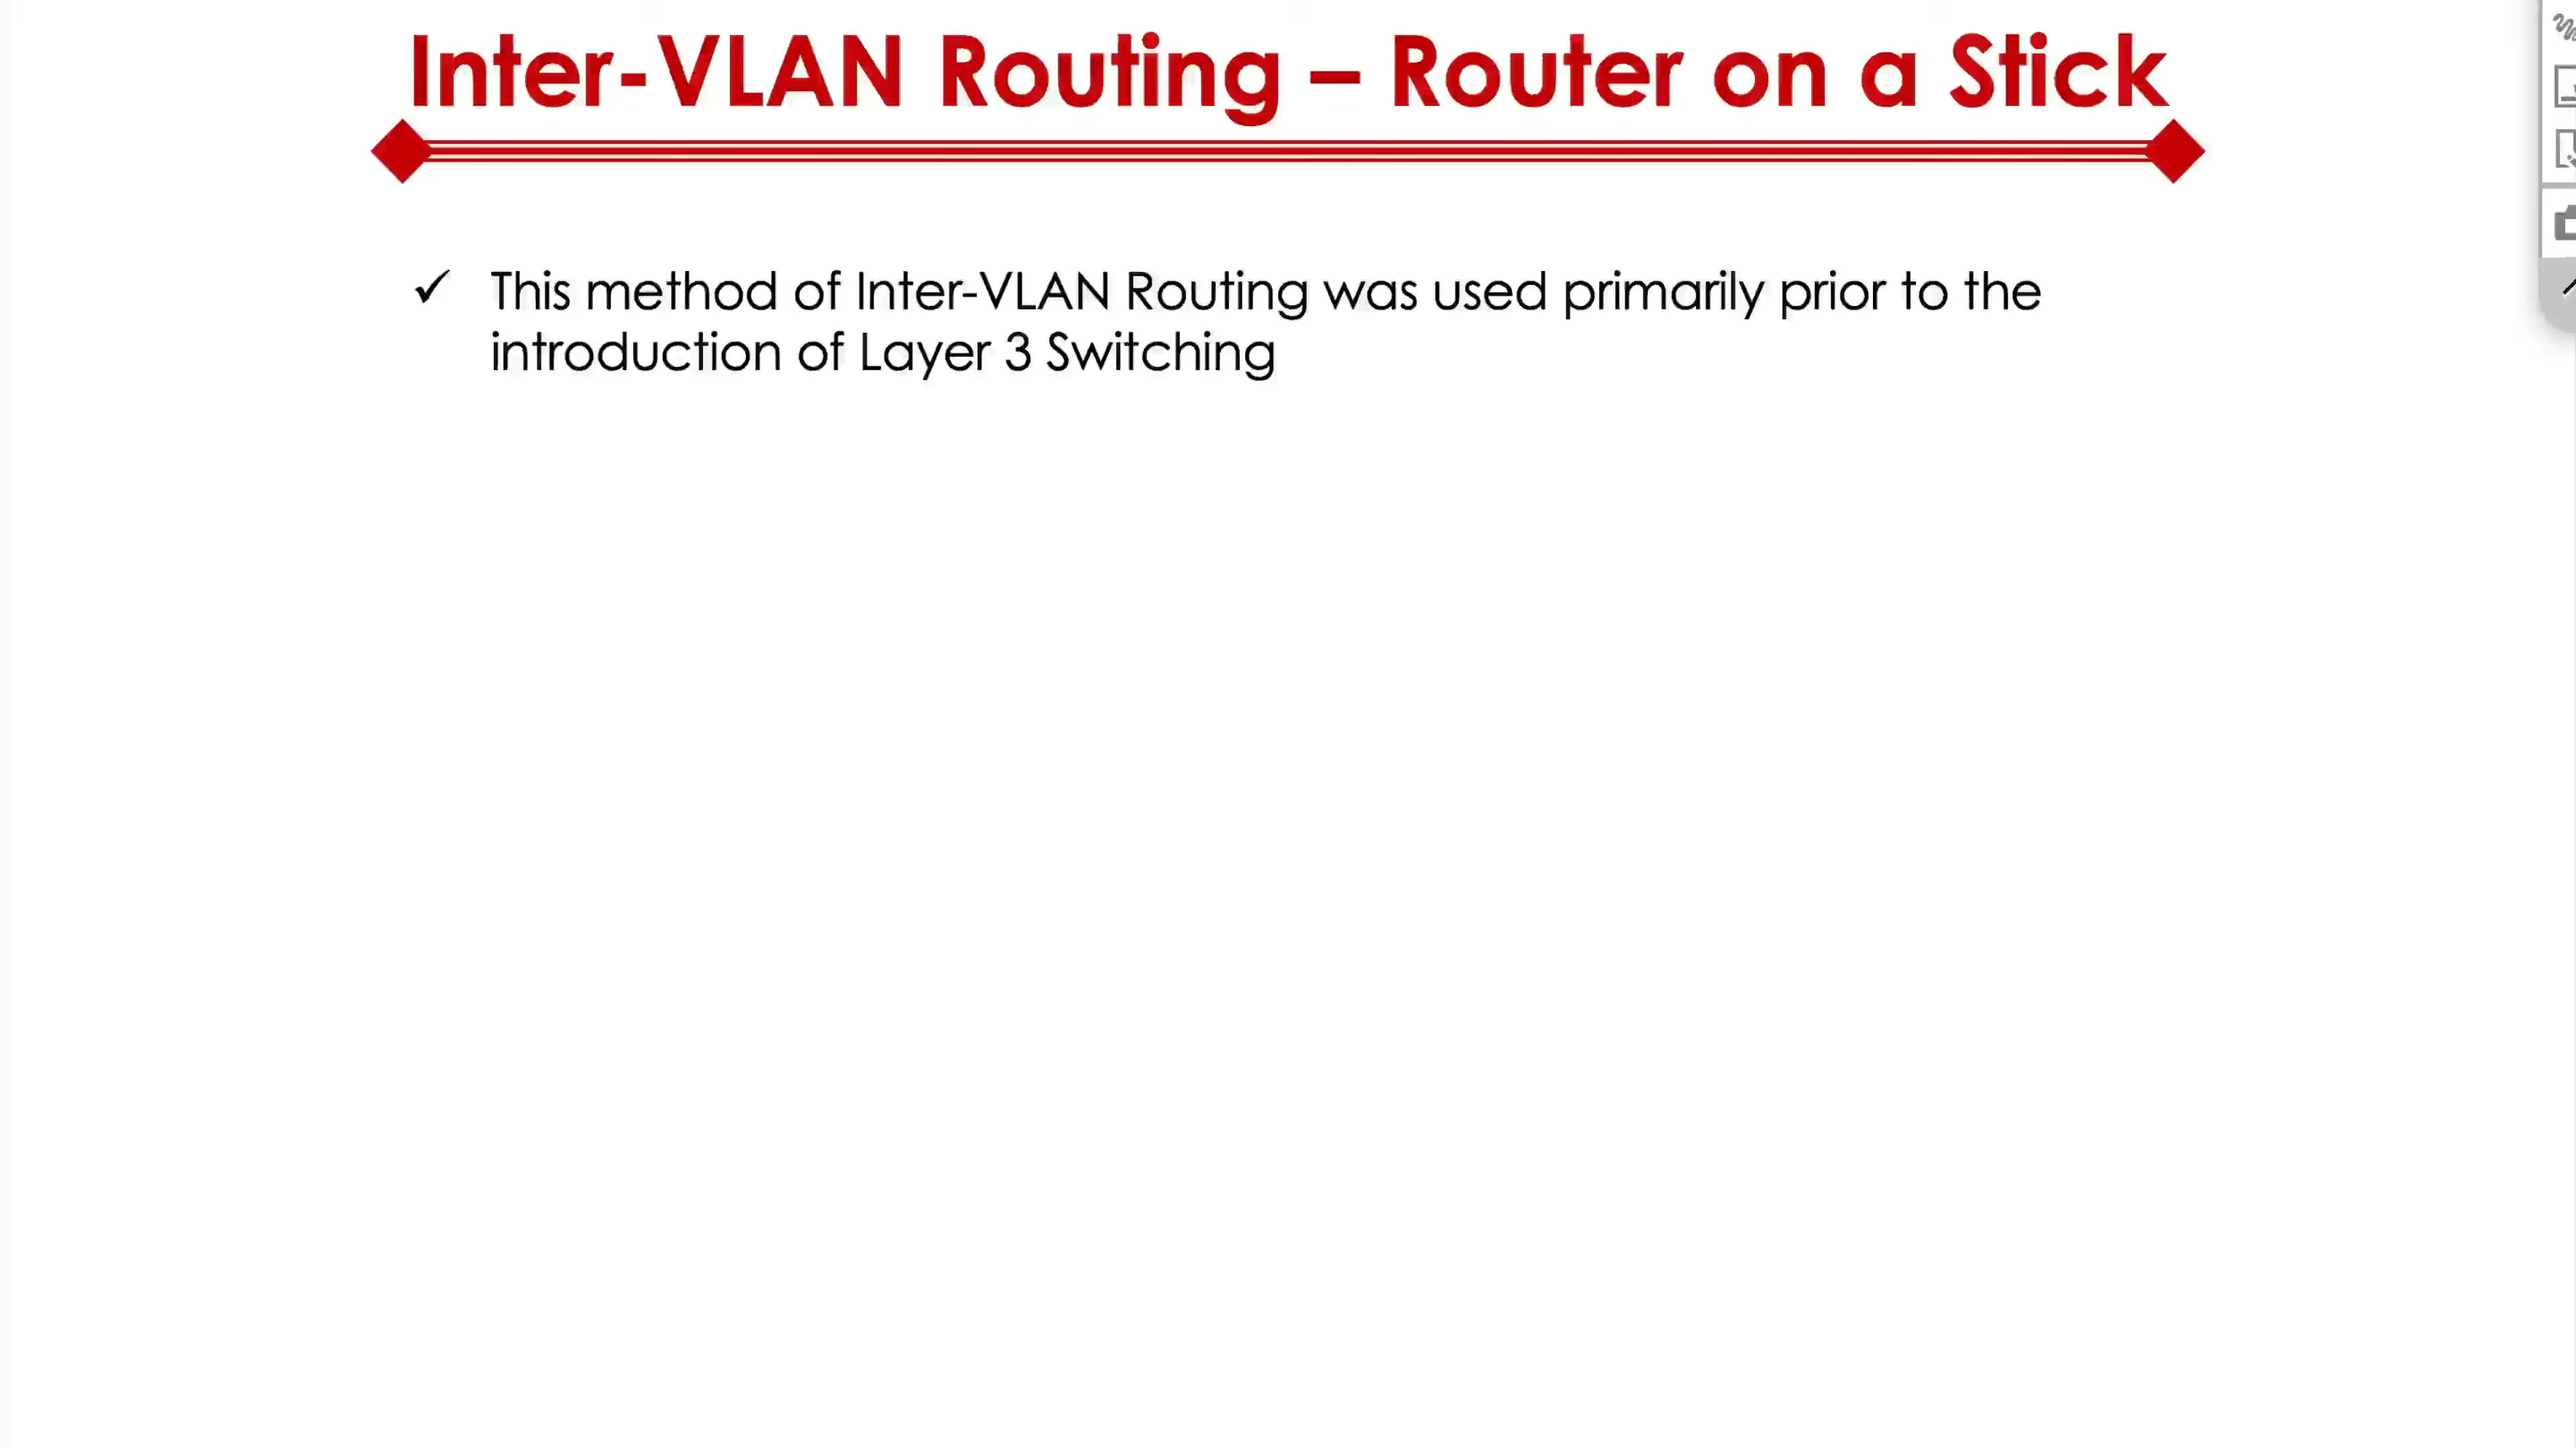 Inter-VLAN Routing – Router on a Stick
✓ This method of Inter-VLAN Routing was used primarily prior to the
introduction of Layer 3 Switching